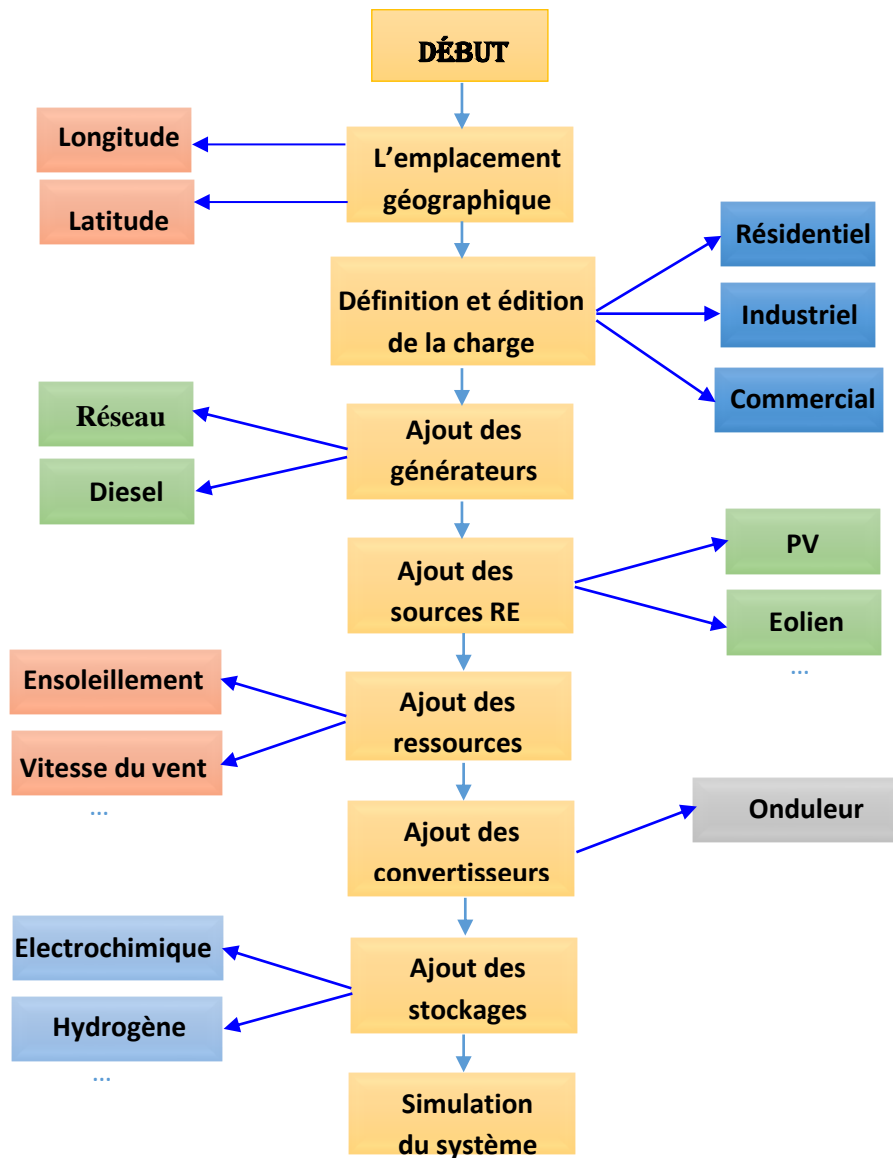 DÉBUT
Longitude
L’emplacement
géographique
Latitude
Résidentiel
Définition et édition
de la charge
Industriel
Commercial
Réseau
Ajout des
générateurs
Diesel
PV
Ajout des
sources RE
Eolien
...
Ensoleillement
Ajout des
ressources
Vitesse du vent
...
Onduleur
Ajout des
convertisseurs
Electrochimique
Ajout des
stockages
Hydrogène
...
Simulation
du système